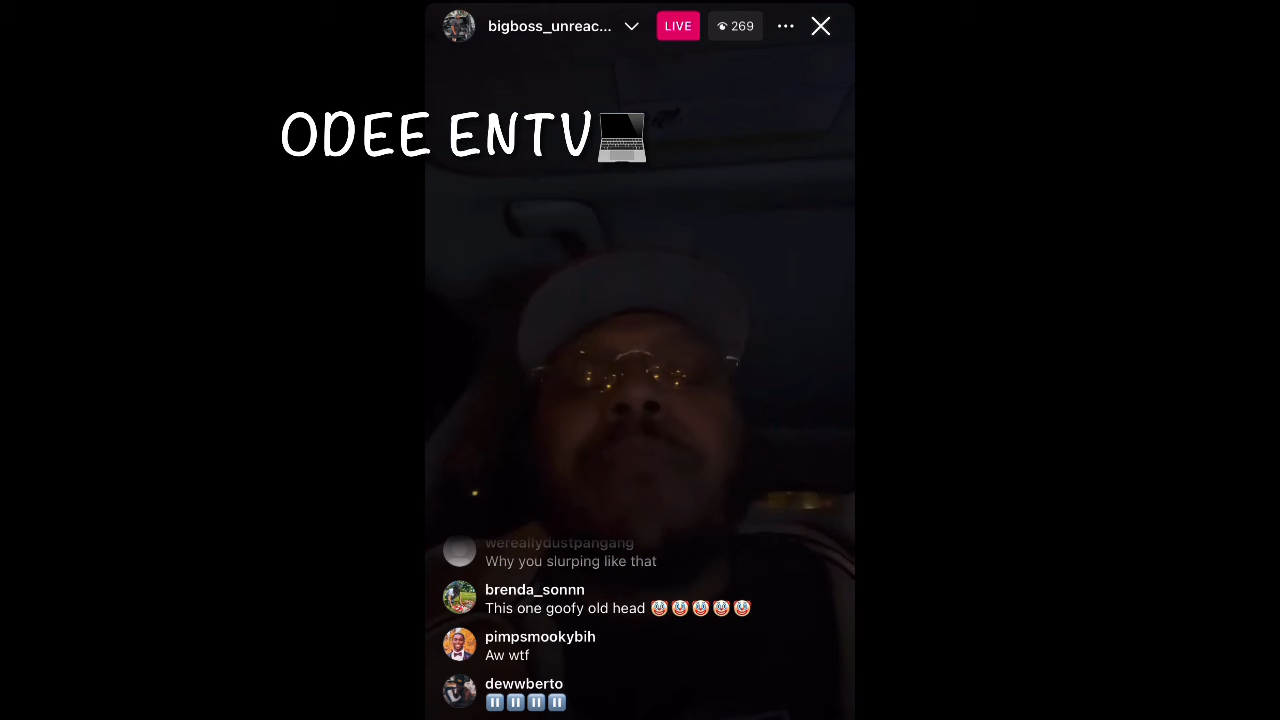 bigboss_unreac...
LIVE
269
ODEE ENTV
wereallydustpangang
Why you slurping like that
brenda_sonnn
This one goofy old head 🤡🤡🤡🤡🤡
pimpsmookybih
Aw wtf
dewwberto
⏸⏸⏸⏸